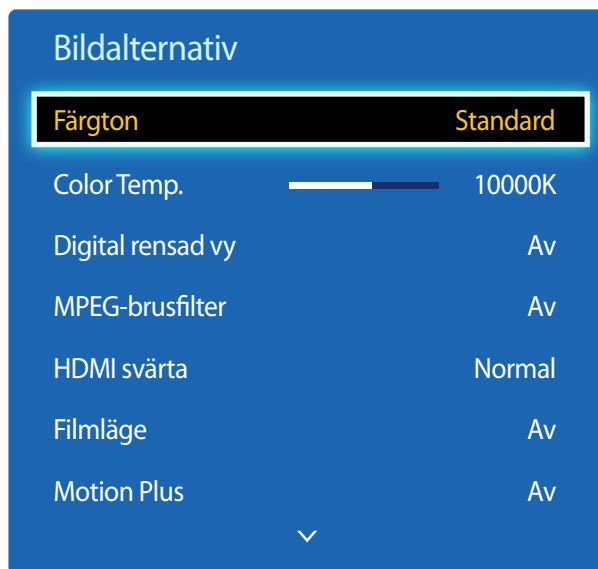 Bildalternativ
Färgton Standard
Color Temp. 10000K
Digital rensad vy Av
MPEG-brusfilter Av
HDMI svärta Normal
Filmläge Av
Motion Plus Av